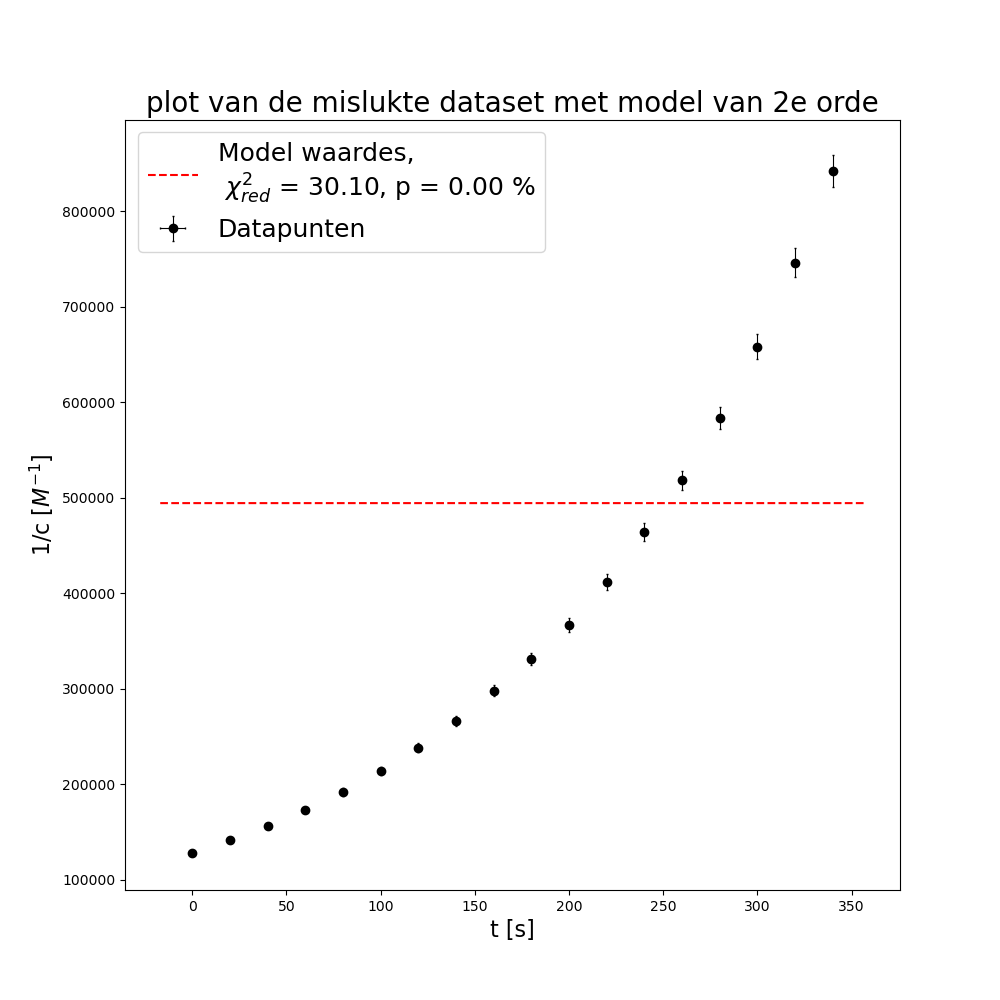 plot van de mislukte dataset met model van 2e orde
Model waardes,
χ²_red = 30.10, p = 0.00 %
Datapunten
1/c [M⁻¹]
800000
700000
600000
500000
400000
300000
200000
100000
0 50 100 150 200 250 300 350
t [s]